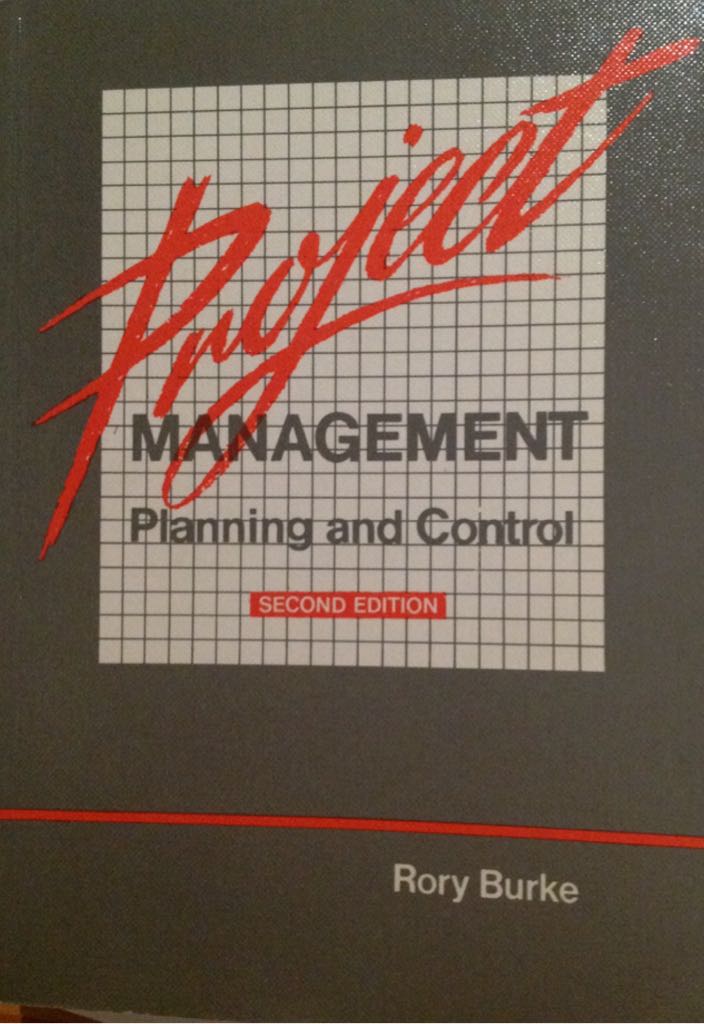 Project
MANAGEMENT
Planning and Control
SECOND EDITION
Rory Burke